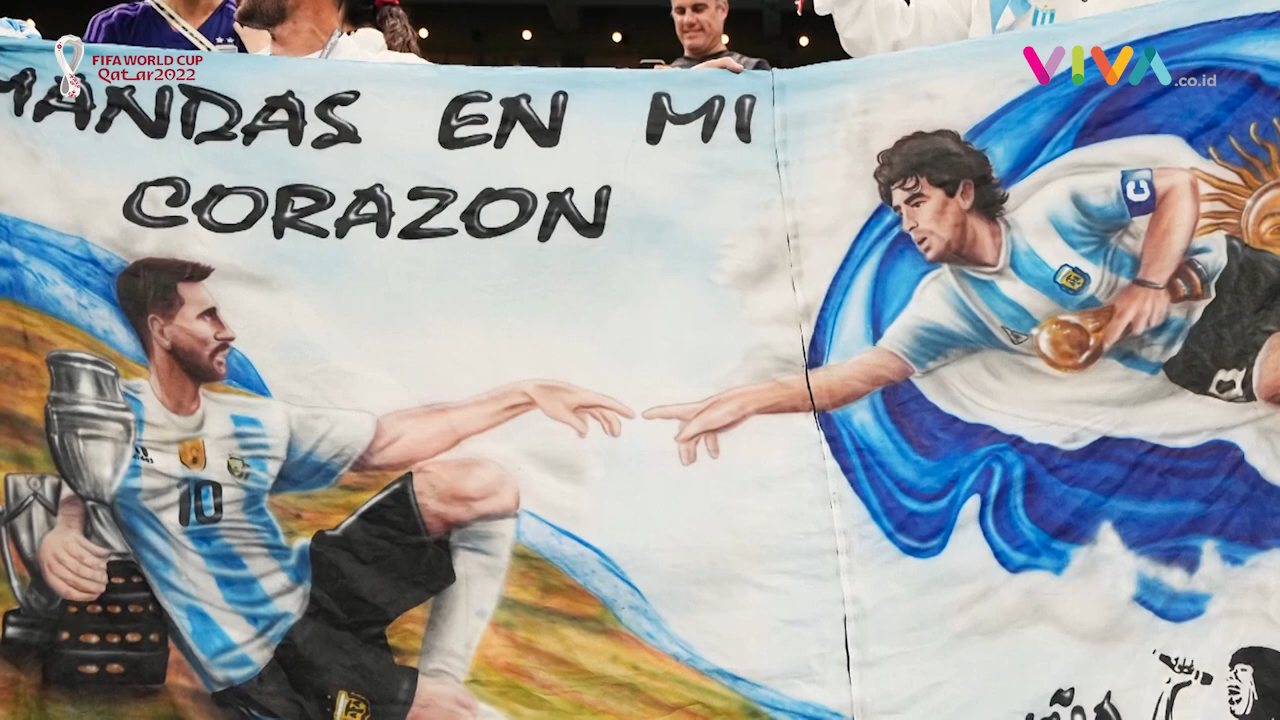 FIFA WORLD CUP
Qatar2022
VIVA
.co.id
MANDAS EN MI
CORAZON
C
10